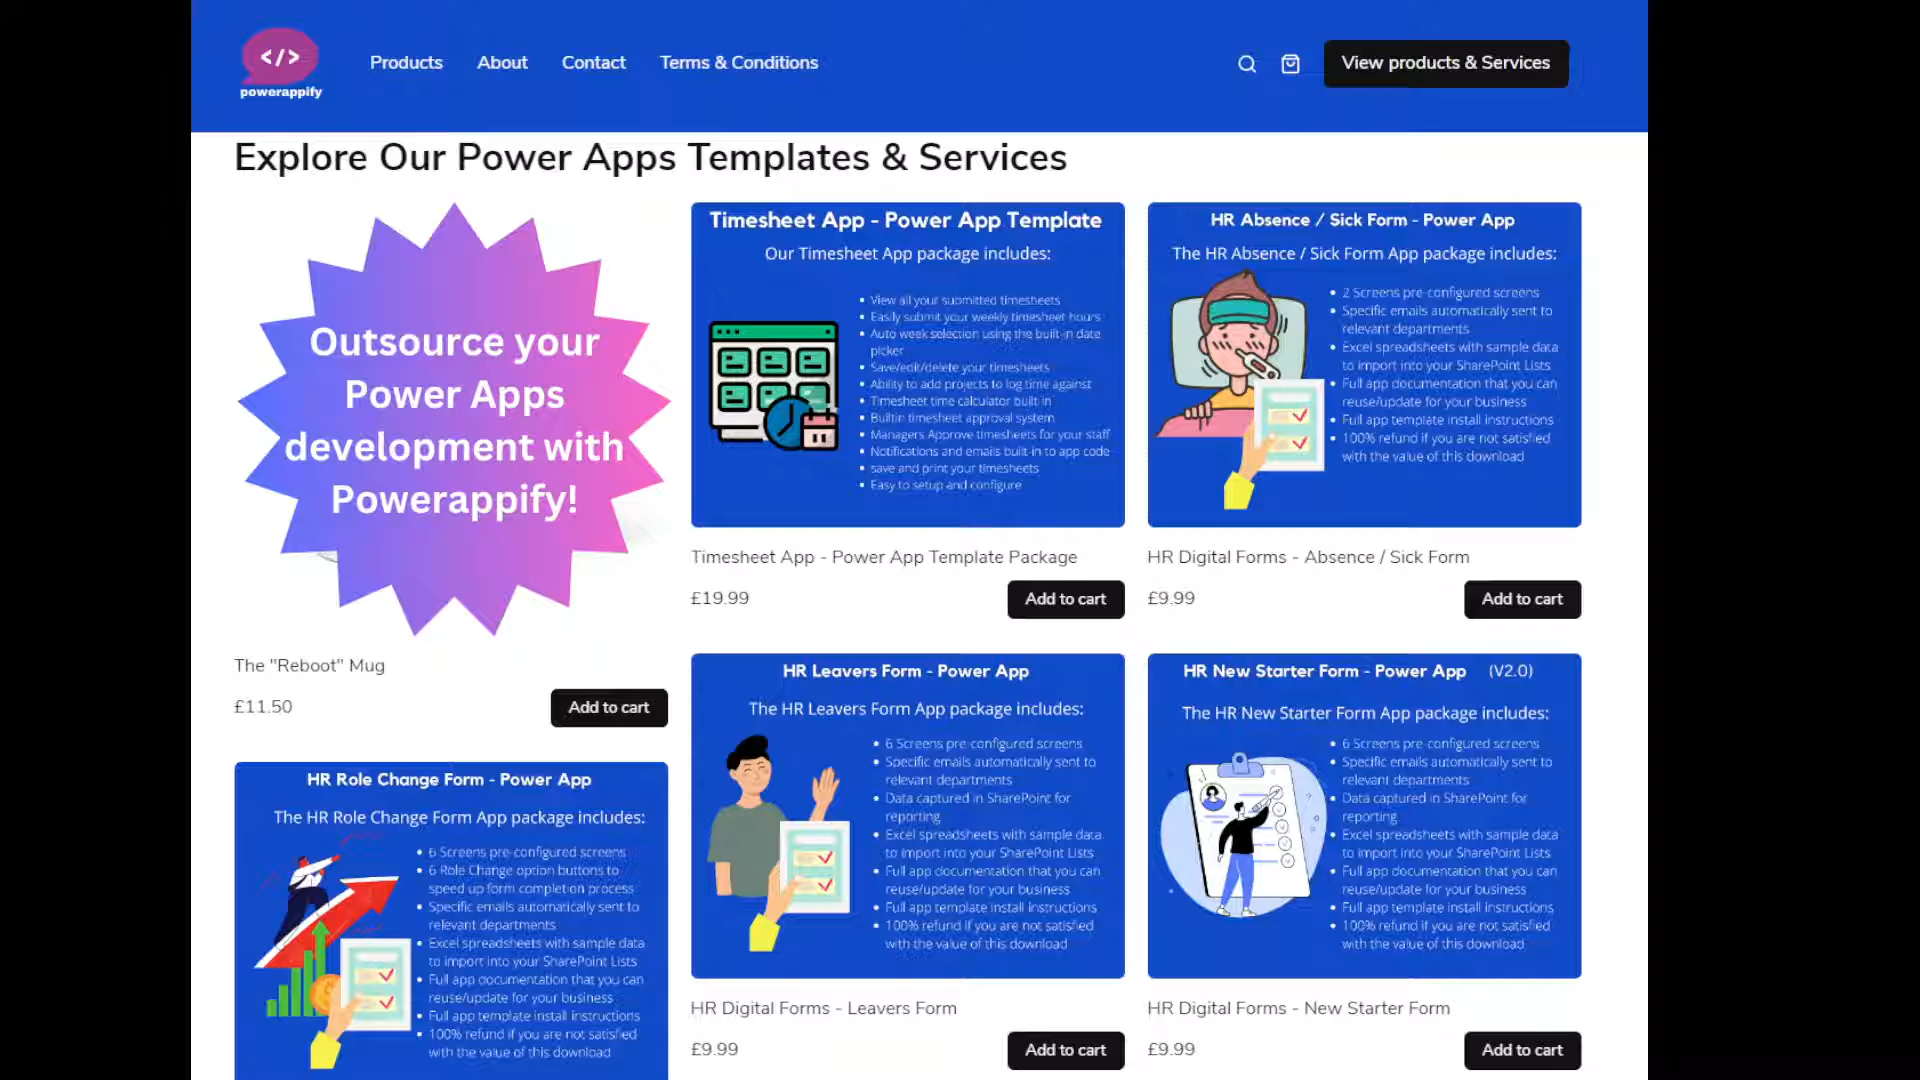 </>
powerappify
Products
About
Contact
Terms & Conditions
View products & Services
Explore Our Power Apps Templates & Services
Outsource your
Power Apps
development with
Powerappify!
The "Reboot" Mug
£11.50
Add to cart
Timesheet App - Power App Template
Our Timesheet App package includes:
• View all your submitted timesheets
• Easily submit your weekly timesheet hours
• Auto week selection using the built-in date
picker
• Save/edit/delete your timesheets
• Ability to add projects to log time against
• Timesheet time calculator built-in
• Builtin timesheet approval system
• Managers Approve timesheets for your staff
• Notifications and emails built-in to app code
• save and print your timesheets
• Easy to setup and configure
Timesheet App - Power App Template Package
£19.99
Add to cart
HR Absence / Sick Form - Power App
The HR Absence / Sick Form App package includes:
• 2 Screens pre-configured screens
• Specific emails automatically sent to
relevant departments
• Excel spreadsheets with sample data
to import into your SharePoint Lists
• Full app documentation that you can
reuse/update for your business
• Full app template install instructions
• 100% refund if you are not satisfied
with the value of this download
HR Digital Forms - Absence / Sick Form
£9.99
Add to cart
HR Role Change Form - Power App
The HR Role Change Form App package includes:
• 6 Screens pre-configured screens
• 6 Role Change option buttons to
speed up form completion process
• Specific emails automatically sent to
relevant departments
• Excel spreadsheets with sample data
to import into your SharePoint Lists
• Full app documentation that you can
reuse/update for your business
• Full app template install instructions
• 100% refund if you are not satisfied
with the value of this download
HR Leavers Form - Power App
The HR Leavers Form App package includes:
• 6 Screens pre-configured screens
• Specific emails automatically sent to
relevant departments
• Data captured in SharePoint for
reporting
• Excel spreadsheets with sample data
to import into your SharePoint Lists
• Full app documentation that you can
reuse/update for your business
• Full app template install instructions
• 100% refund if you are not satisfied
with the value of this download
HR Digital Forms - Leavers Form
£9.99
Add to cart
HR New Starter Form - Power App (V2.0)
The HR New Starter Form App package includes:
• 6 Screens pre-configured screens
• Specific emails automatically sent to
relevant departments
• Data captured in SharePoint for
reporting
• Excel spreadsheets with sample data
to import into your SharePoint Lists
• Full app documentation that you can
reuse/update for your business
• Full app template install instructions
• 100% refund if you are not satisfied
with the value of this download
HR Digital Forms - New Starter Form
£9.99
Add to cart